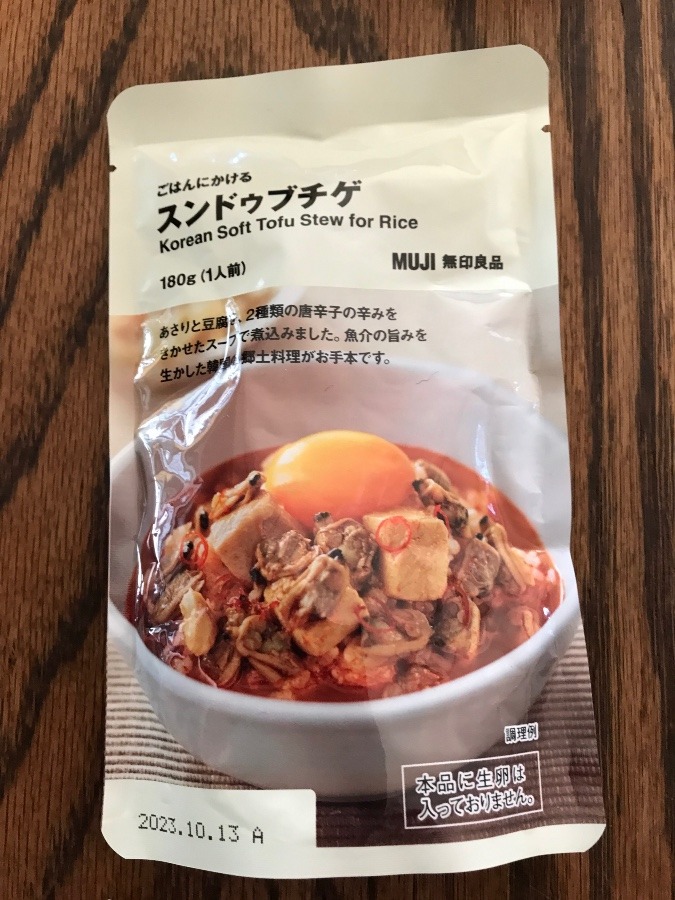 ごはんにかける
スンドゥブチゲ
Korean Soft Tofu Stew for Rice
180g（1人前）
MUJI 無印良品
あさりと豆腐を、2種類の唐辛子の辛みを
きかせたスープで煮込みました。魚介の旨みを
生かした韓国の郷土料理がお手本です。
調理例
本品に生卵は
入っておりません。
2023.10.13 A